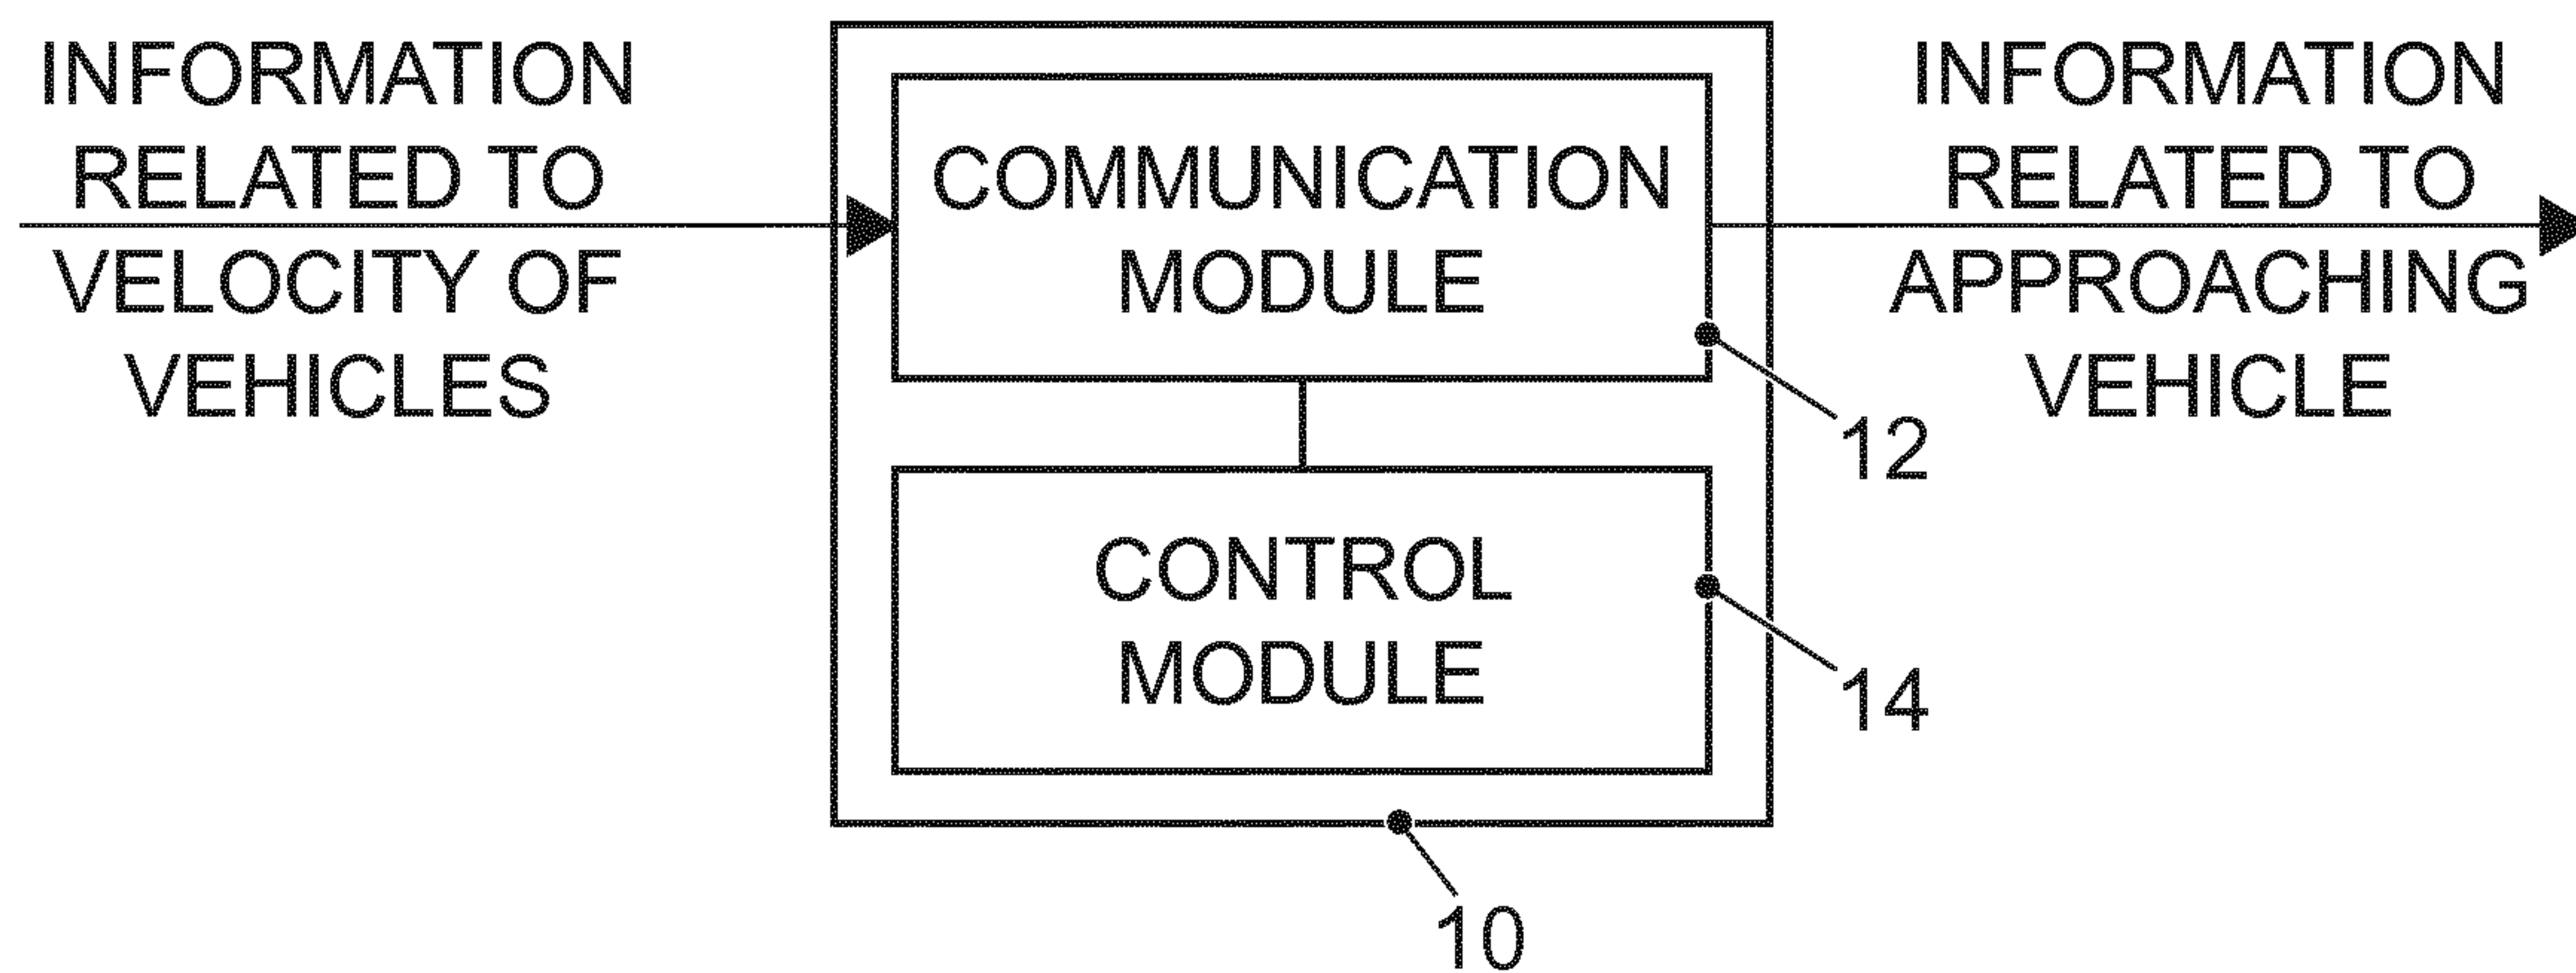 INFORMATION
RELATED TO
VELOCITY OF
VEHICLES
COMMUNICATION
MODULE
12
CONTROL
MODULE
14
10
INFORMATION
RELATED TO
APPROACHING
VEHICLE